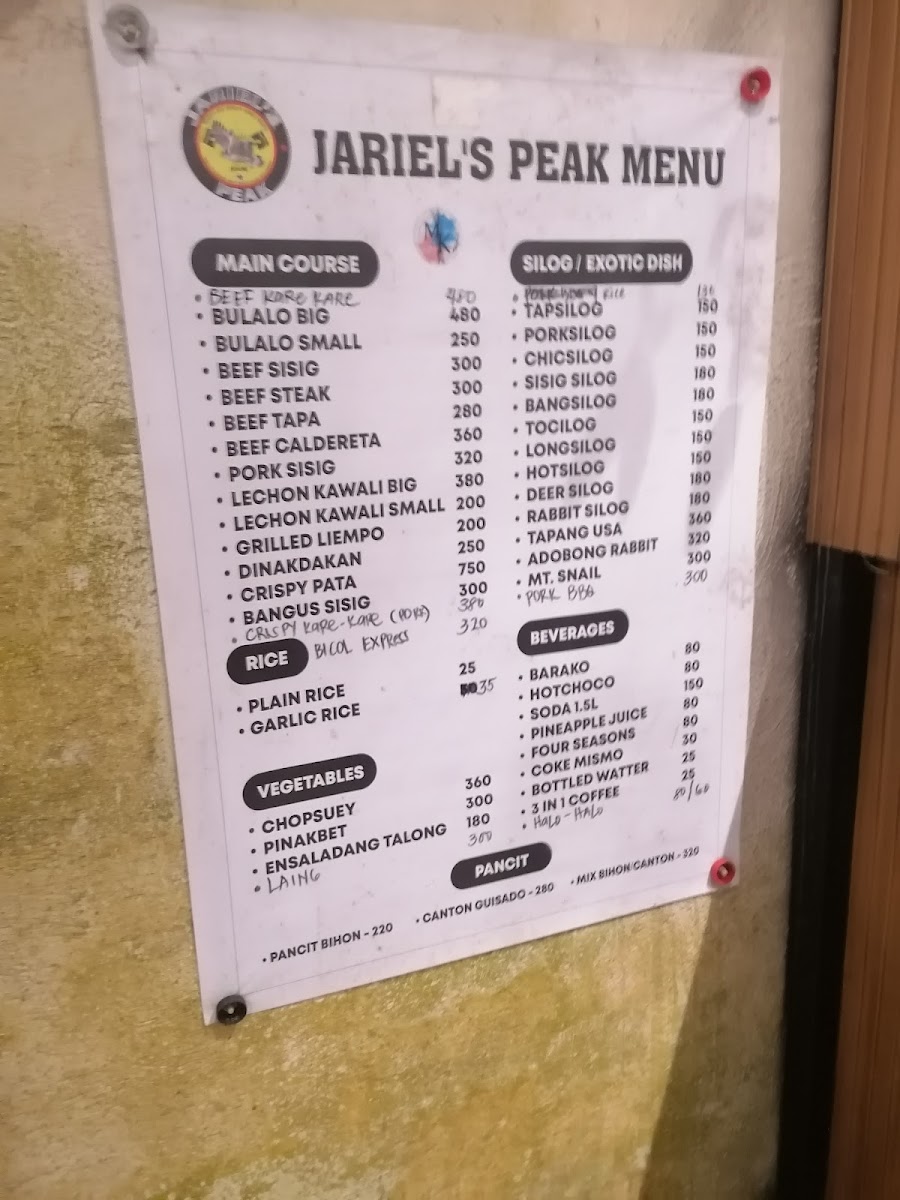 JARIEL'S PEAK
JARIEL'S PEAK MENU
MAIN COURSE
• BEEF KARE KARE 480
• BULALO BIG 480
• BULALO SMALL 250
• BEEF SISIG 300
• BEEF STEAK 300
• BEEF TAPA 280
• BEEF CALDERETA 360
• PORK SISIG 320
• LECHON KAWALI BIG 380
• LECHON KAWALI SMALL 200
• GRILLED LIEMPO 200
• DINAKDAKAN 250
• CRISPY PATA 750
• BANGUS SISIG 300
• CRISPY KARE-KARE (PORK) 380
BICOL EXPRESS 320
RICE
• PLAIN RICE 25
• GARLIC RICE 35
VEGETABLES
• CHOPSUEY 360
• PINAKBET 300
• ENSALADANG TALONG 180
• LAING 300
SILOG / EXOTIC DISH
• RICE
• TAPSILOG 150
• PORKSILOG 150
• CHICSILOG 150
• SISIG SILOG 180
• BANGSILOG 180
• TOCILOG 150
• LONGSILOG 150
• HOTSILOG 150
• DEER SILOG 180
• RABBIT SILOG 180
• TAPANG USA 360
• ADOBONG RABBIT 320
• MT. SNAIL 300
• PORK BBQ 300
BEVERAGES
• BARAKO 80
• HOTCHOCO 80
• SODA 1.5L 150
• PINEAPPLE JUICE 80
• FOUR SEASONS 80
• COKE MISMO 30
• BOTTLED WATTER 25
• 3 IN 1 COFFEE 25
• HALO-HALO 80/60
PANCIT
• PANCIT BIHON - 220 • CANTON GUISADO - 280 • MIX BIHON/CANTON - 320